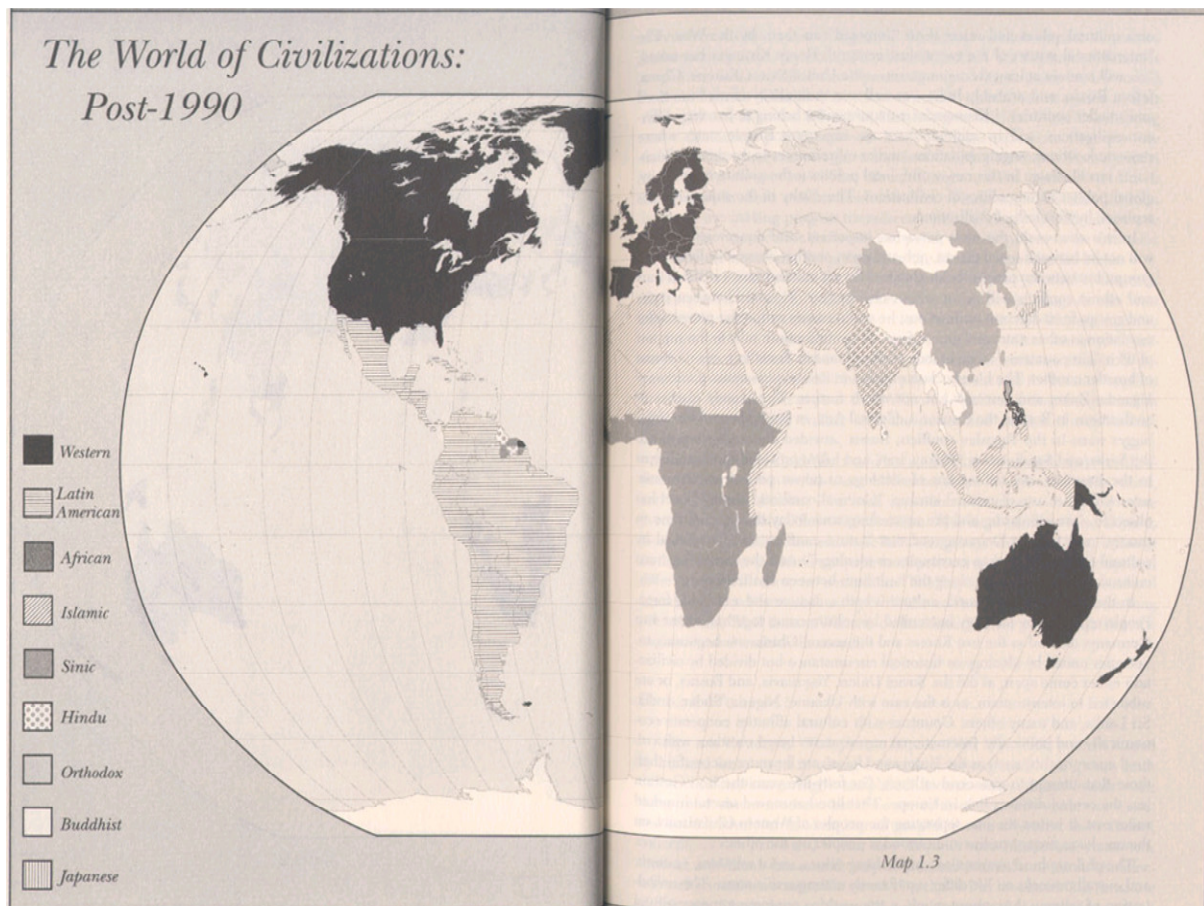 The World of Civilizations:
Post-1990
Western
Latin
American
African
Islamic
Sinic
Hindu
Orthodox
Buddhist
Japanese
Map 1.3